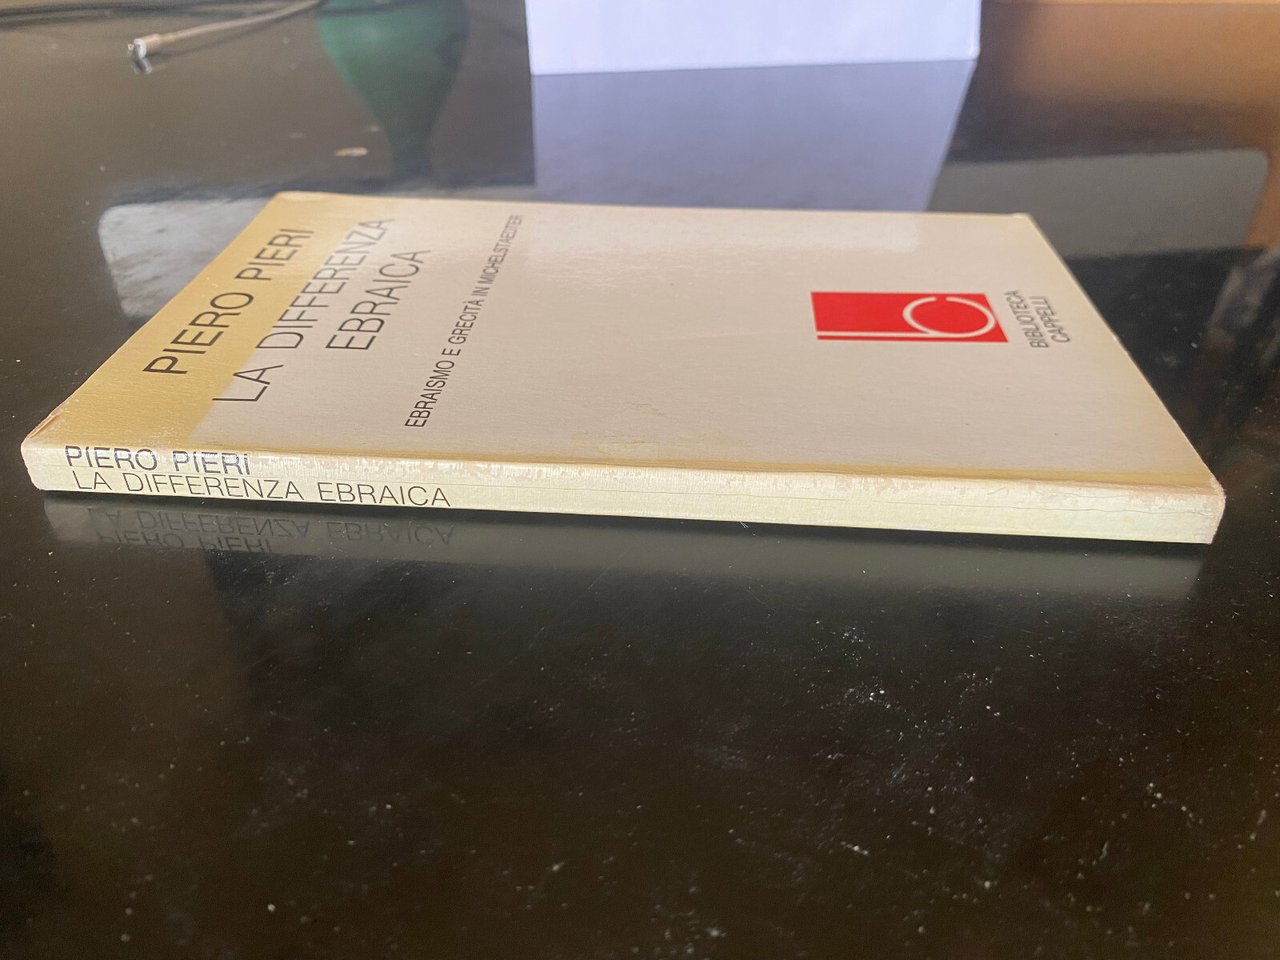 PIERO PIERI
LA DIFFERENZA
EBRAICA
EBRAISMO E GRECITÀ IN MICHELSTAEDTER
BIBLIOTECA
CAPPELLI
PIERO PIERI
LA DIFFERENZA EBRAICA